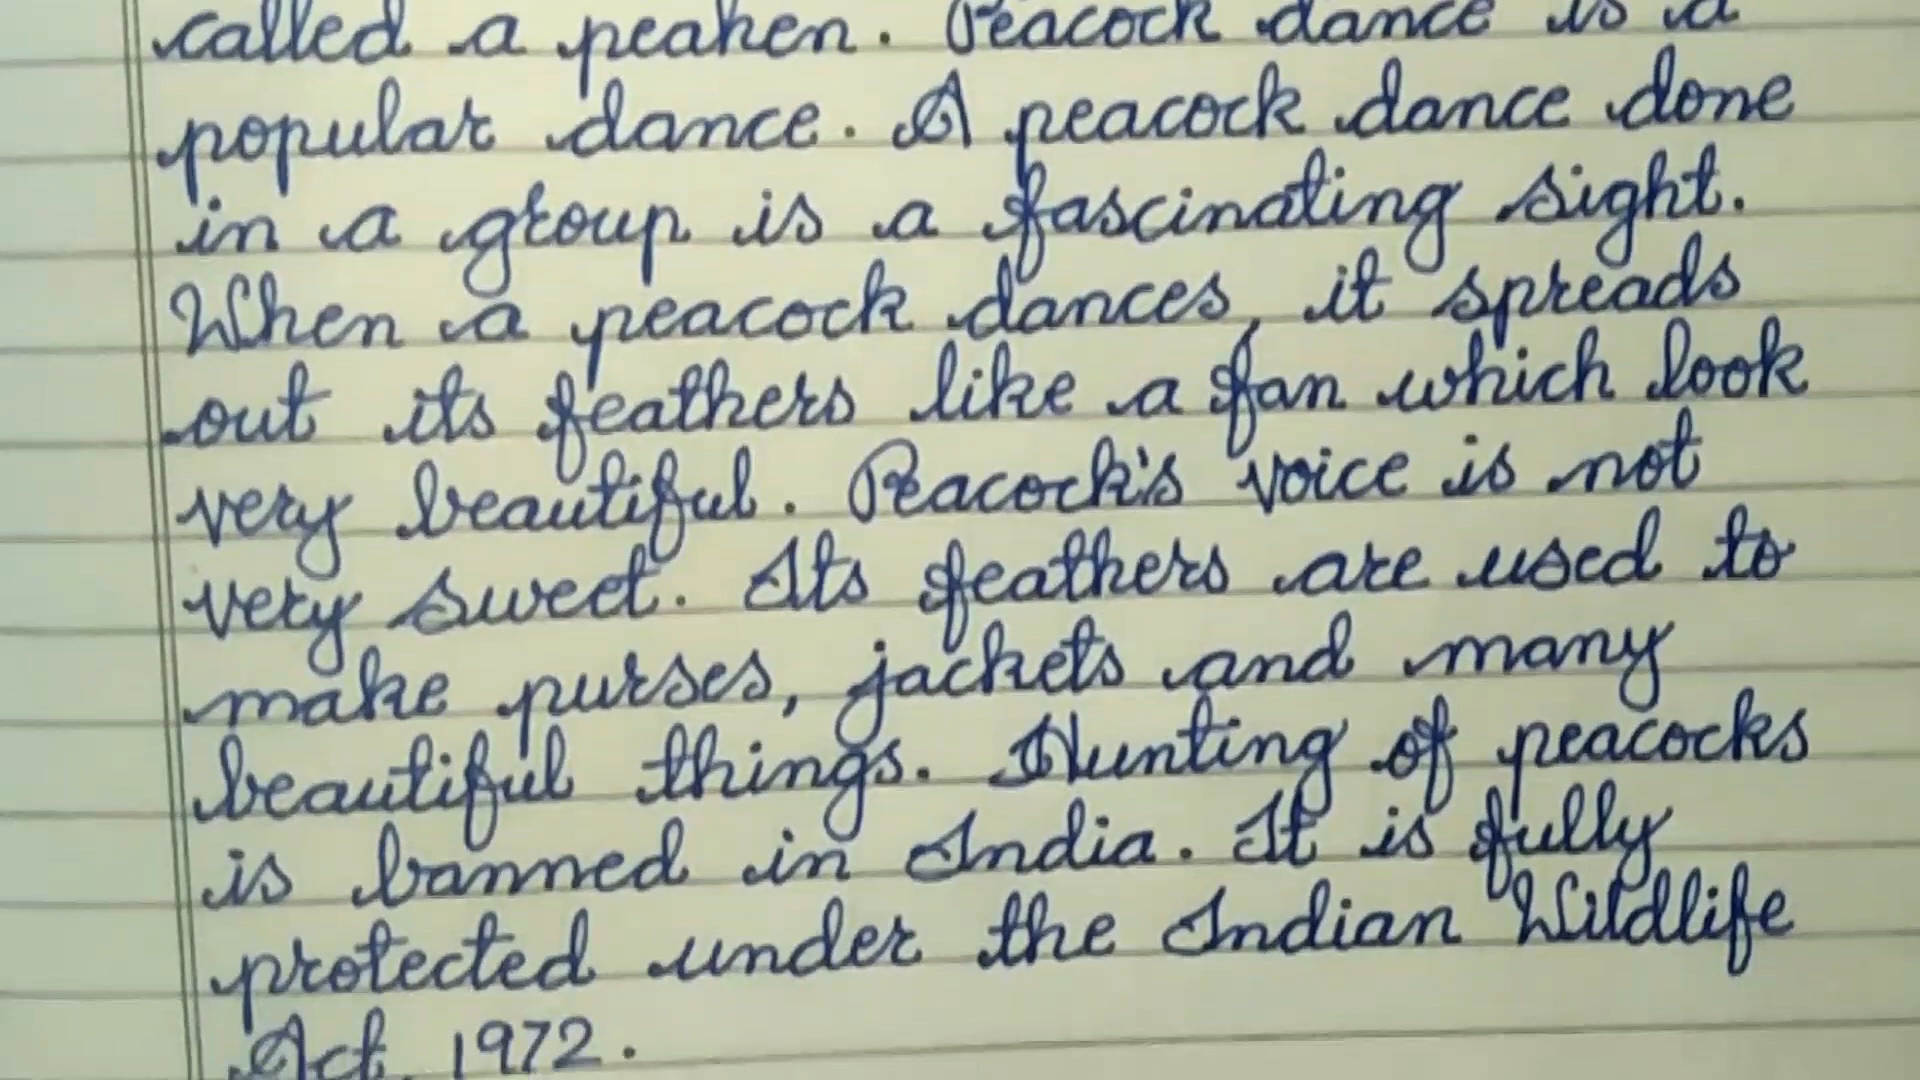 called a peahen. Peacock dance is a
popular dance. A peacock dance done
in a group is a fascinating sight.
When a peacock dances, it spreads
out its feathers like a fan which look
very beautiful. Peacock's voice is not
very sweet. Its feathers are used to
make purses, jackets and many
beautiful things. Hunting of peacocks
is banned in India. It is fully
protected under the Indian Wildlife
Act, 1972.